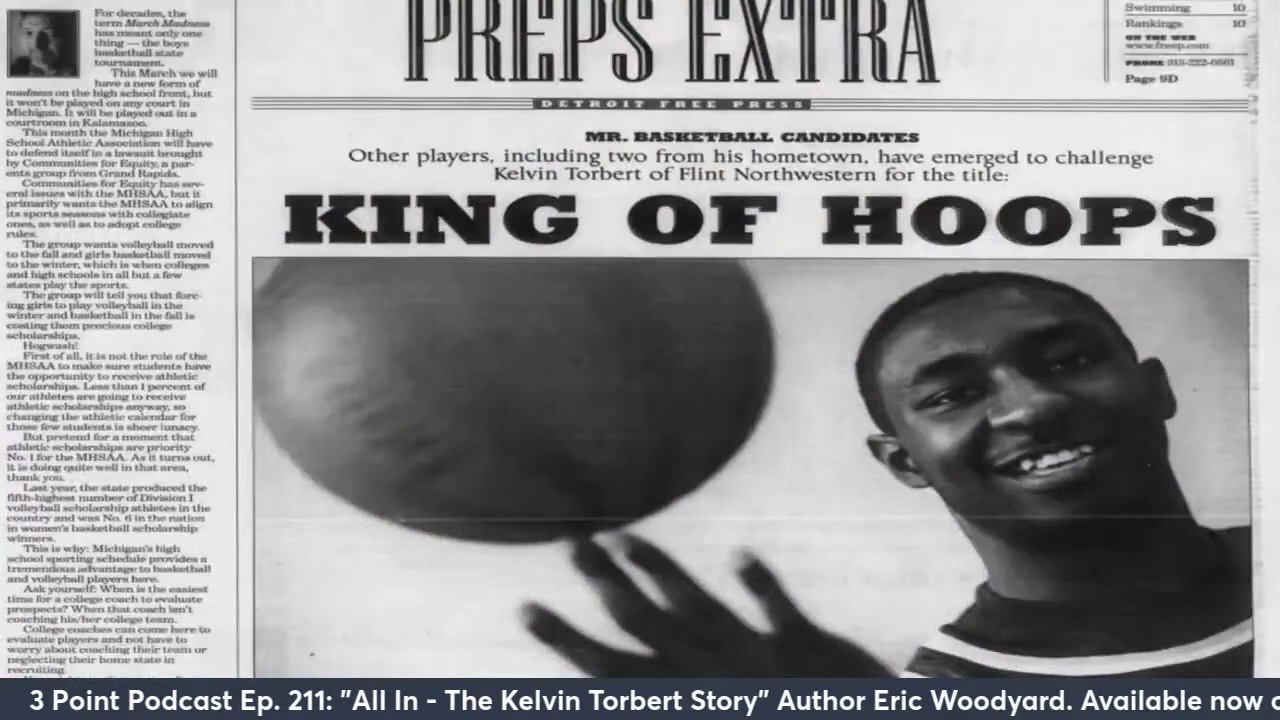 For decades, the
term March Madness
has meant only one
thing — the boys
basketball state
tournament.
This March we will
have a new form of
madness on the high school front, but
it won't be played on any court in
Michigan. It will be played out in a
courtroom in Kalamazoo.
This month the Michigan High
School Athletic Association will have
to defend itself in a lawsuit brought
by Communities for Equity, a par-
ents group from Grand Rapids.
Communities for Equity has sev-
eral issues with the MHSAA, but it
primarily wants the MHSAA to align
its sports seasons with collegiate
ones, as well as to adopt college
rules.
The group wants volleyball moved
to the fall and girls basketball moved
to the winter, which is when colleges
and high schools in all but a few
states play the sports.
The group will tell you that forc-
ing girls to play volleyball in the
winter and basketball in the fall is
costing them precious college
scholarships.
Hogwash!
First of all, it is not the role of the
MHSAA to make sure students have
the opportunity to receive athletic
scholarships. Less than 1 percent of
our athletes are going to receive
athletic scholarships anyway, so
changing the athletic calendar for
those few students is sheer lunacy.
But pretend for a moment that
athletic scholarships are priority
No. 1 for the MHSAA. As it turns out,
it is doing quite well in that area,
thank you.
Last year, the state produced the
fifth-highest number of Division I
volleyball scholarship athletes in the
country and was No. 6 in the nation
in women's basketball scholarship
winners.
This is why: Michigan's high
school sporting schedule provides a
tremendous advantage to basketball
and volleyball players here.
Ask yourself: When is the easiest
time for a college coach to evaluate
prospects? When that coach isn't
coaching his/her college team.
College coaches can come here to
evaluate players and not have to
worry about coaching their team or
neglecting their home state in
recruiting.
PREPS EXTRA
Swimming 10
Rankings 10
ON THE WEB
www.freep.com
PHONE 313-222-6661
Page 9D
DETROIT FREE PRESS
MR. BASKETBALL CANDIDATES
Other players, including two from his hometown, have emerged to challenge
Kelvin Torbert of Flint Northwestern for the title:
KING OF HOOPS
3 Point Podcast Ep. 211: "All In - The Kelvin Torbert Story" Author Eric Woodyard. Available now